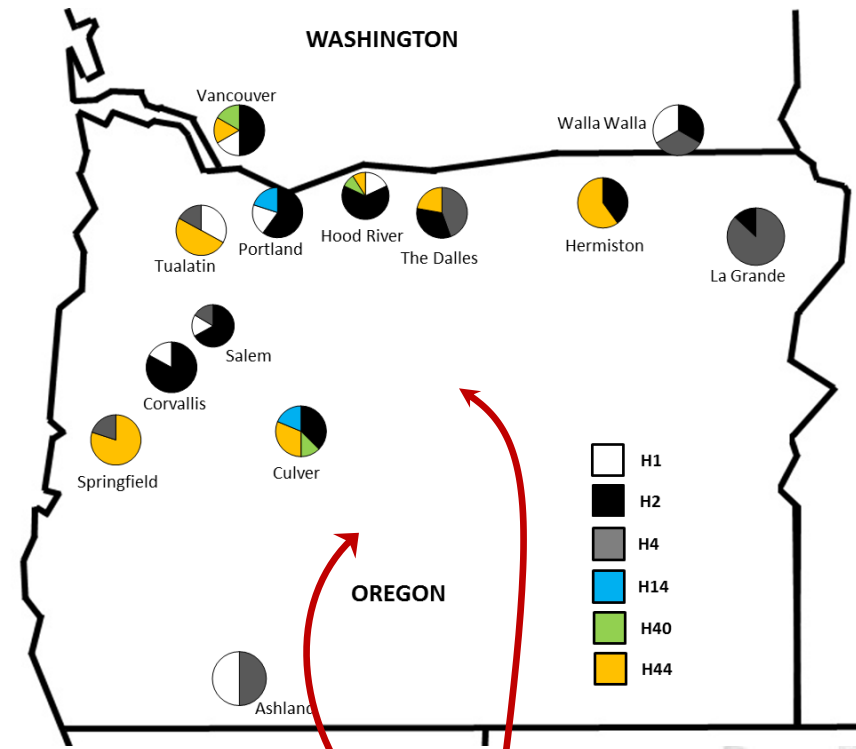 WASHINGTON
Vancouver
Walla Walla
Tualatin
Portland
Hood River
The Dalles
Hermiston
La Grande
Salem
Corvallis
Springfield
Culver
H1
H2
H4
H14
H40
H44
OREGON
Ashland